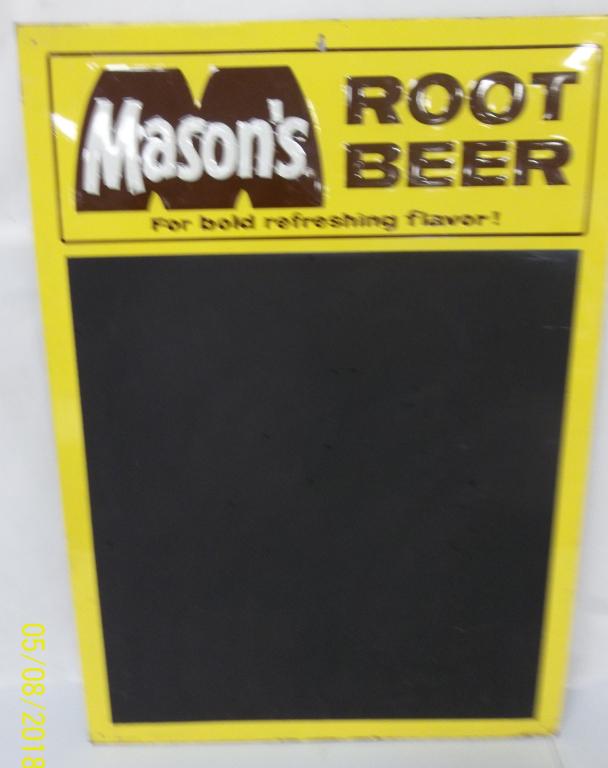 Mason's
ROOT
BEER
For bold refreshing flavor!
05/08/2018